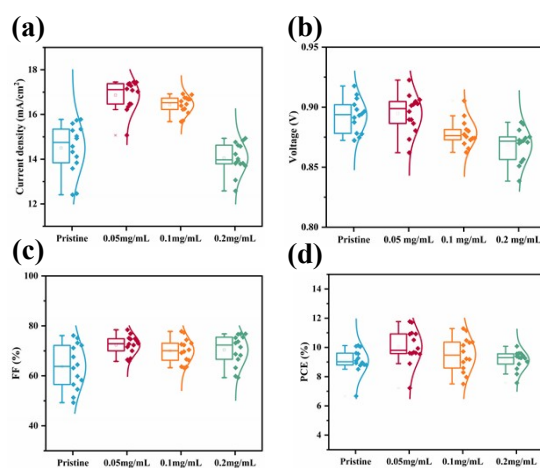 (a)
Current density (mA/cm²)
18
16
14
12
Pristine 0.05mg/mL 0.1mg/mL 0.2mg/mL
(b)
Voltage (V)
0.95
0.90
0.85
0.80
Pristine 0.05 mg/mL 0.1 mg/mL 0.2 mg/mL
(c)
FF (%)
100
80
60
40
Pristine 0.05mg/mL 0.1mg/mL 0.2mg/mL
(d)
PCE (%)
16
14
12
10
8
6
4
Pristine 0.05mg/mL 0.1mg/mL 0.2mg/mL